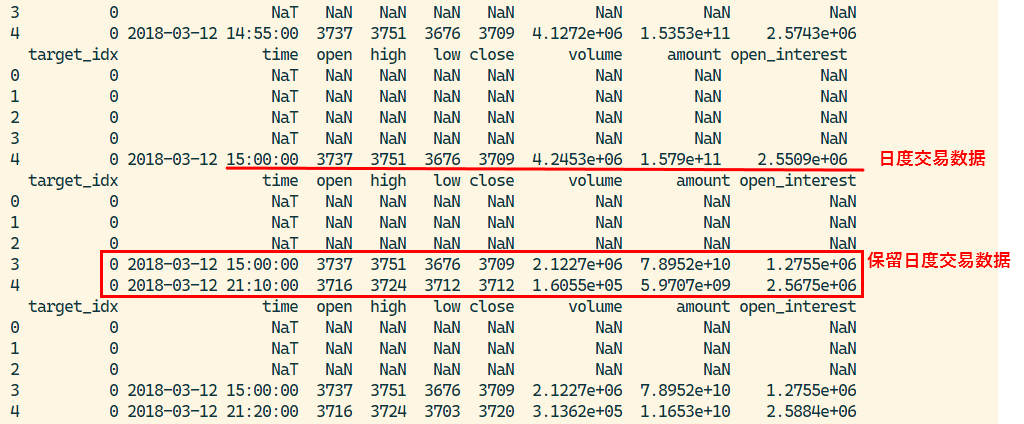 3 0 NaT NaN NaN NaN NaN NaN NaN NaN
4 0 2018-03-12 14:55:00 3737 3751 3676 3709 4.1272e+06 1.5353e+11 2.5743e+06
target_idx time open high low close volume amount open_interest
0 0 NaT NaN NaN NaN NaN NaN NaN NaN
1 0 NaT NaN NaN NaN NaN NaN NaN NaN
2 0 NaT NaN NaN NaN NaN NaN NaN NaN
3 0 NaT NaN NaN NaN NaN NaN NaN NaN
4 0 2018-03-12 15:00:00 3737 3751 3676 3709 4.2453e+06 1.579e+11 2.5509e+06 日度交易数据
target_idx time open high low close volume amount open_interest
0 0 NaT NaN NaN NaN NaN NaN NaN NaN
1 0 NaT NaN NaN NaN NaN NaN NaN NaN
2 0 NaT NaN NaN NaN NaN NaN NaN NaN
3 0 2018-03-12 15:00:00 3737 3751 3676 3709 2.1227e+06 7.8952e+10 1.2755e+06 保留日度交易数据
4 0 2018-03-12 21:10:00 3716 3724 3712 3712 1.6055e+05 5.9707e+09 2.5675e+06
target_idx time open high low close volume amount open_interest
0 0 NaT NaN NaN NaN NaN NaN NaN NaN
1 0 NaT NaN NaN NaN NaN NaN NaN NaN
2 0 NaT NaN NaN NaN NaN NaN NaN NaN
3 0 2018-03-12 15:00:00 3737 3751 3676 3709 2.1227e+06 7.8952e+10 1.2755e+06
4 0 2018-03-12 21:20:00 3716 3724 3703 3720 3.1362e+05 1.1653e+10 2.5884e+06